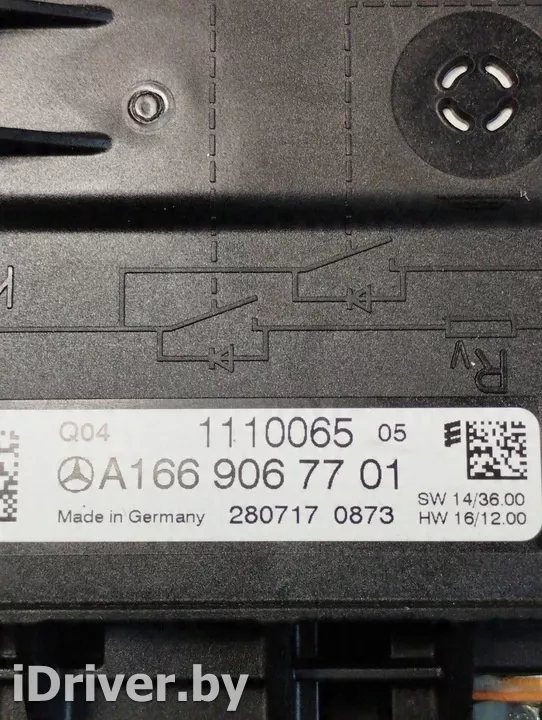 Rv
Q04 1110065 05
A166 906 77 01
SW 14/36.00
Made in Germany 280717 0873
HW 16/12.00
iDriver.by